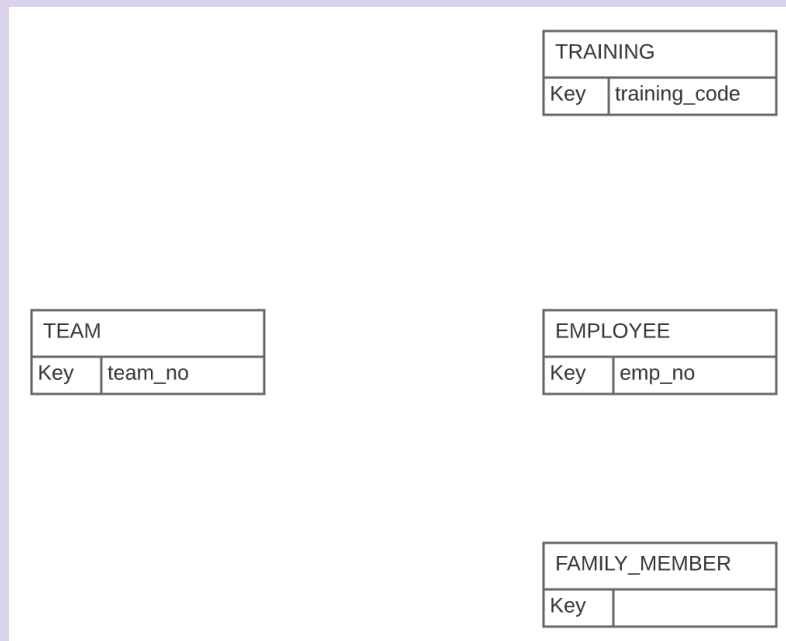 TRAINING
Key training_code
TEAM
Key team_no
EMPLOYEE
Key emp_no
FAMILY_MEMBER
Key